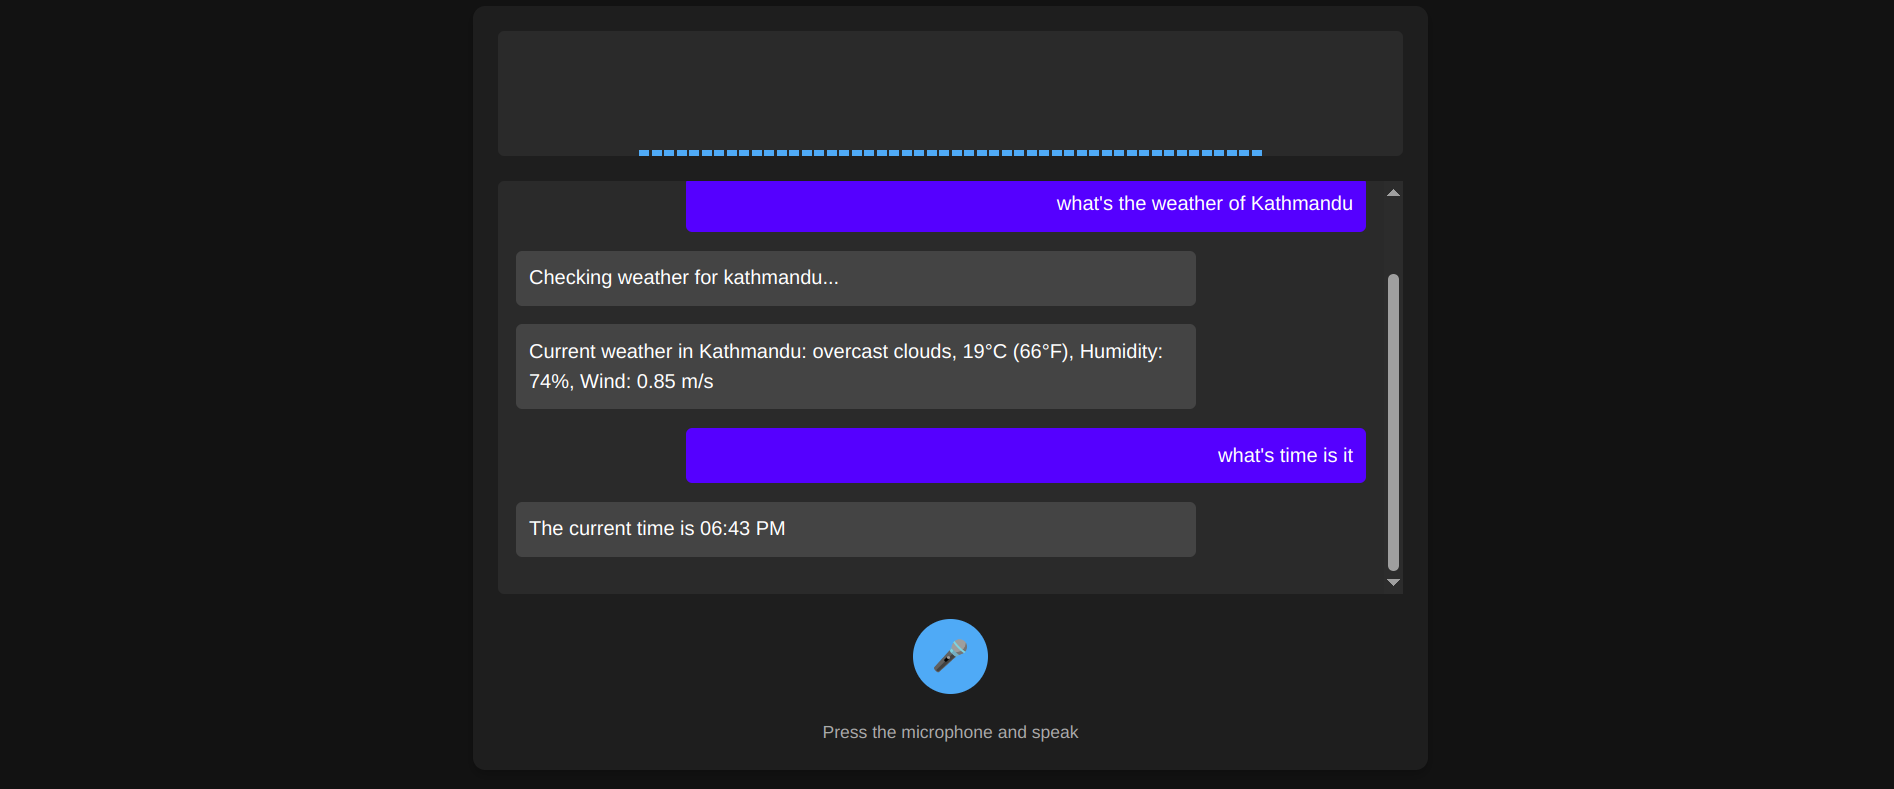 what's the weather of Kathmandu
Checking weather for kathmandu...
Current weather in Kathmandu: overcast clouds, 19°C (66°F), Humidity:
74%, Wind: 0.85 m/s
what's time is it
The current time is 06:43 PM
Press the microphone and speak